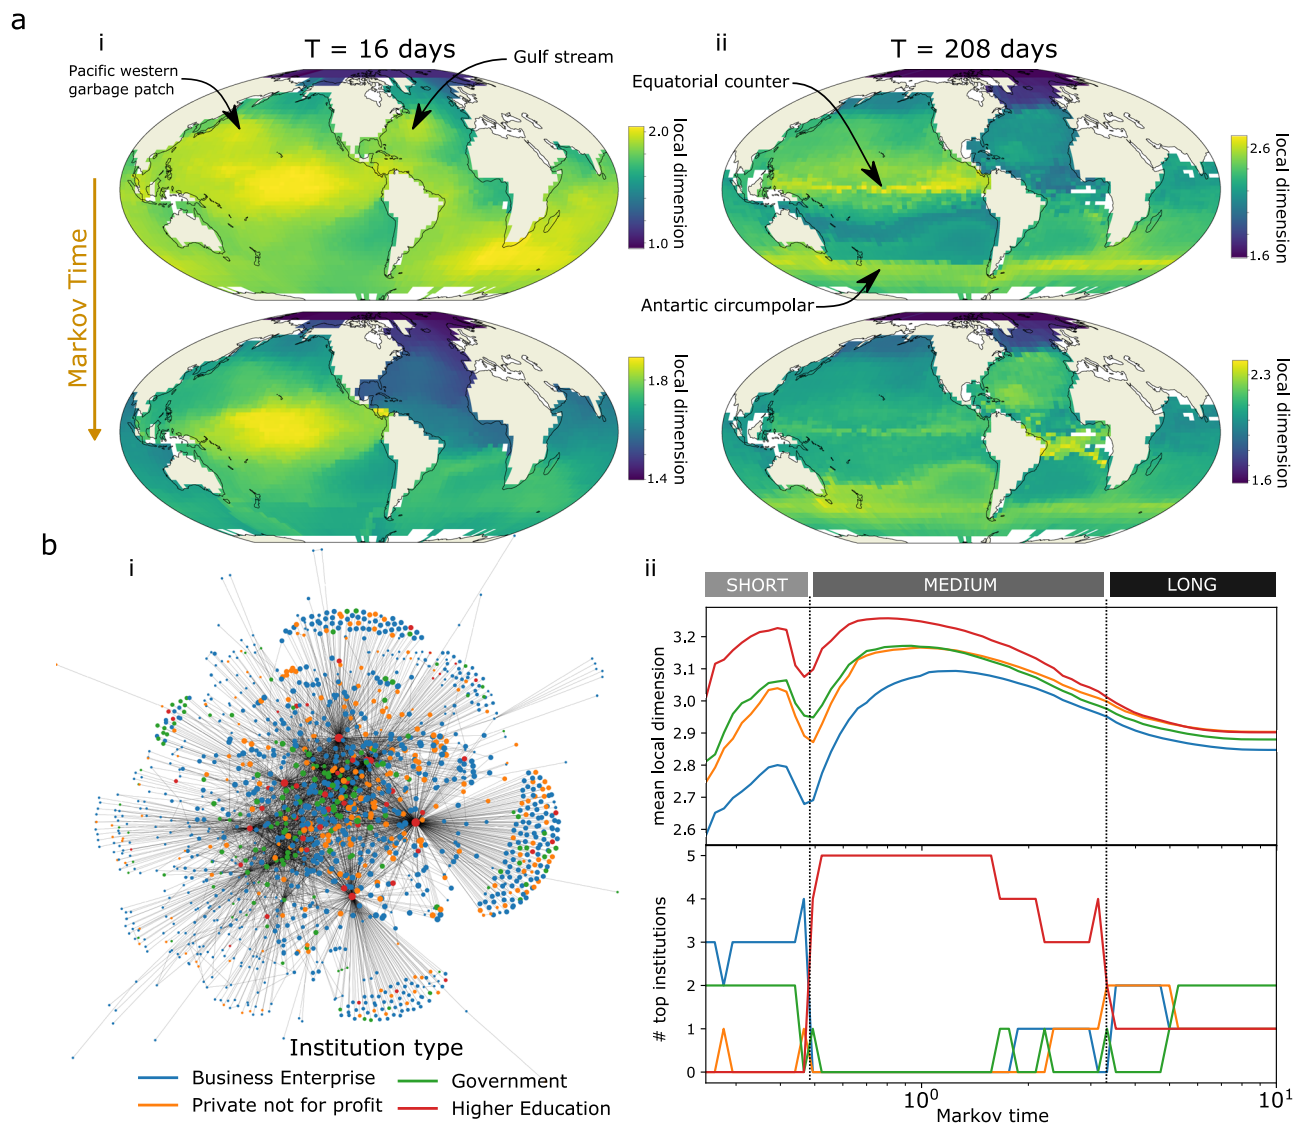 a
i
T = 16 days
Pacific western
garbage patch
Gulf stream
2.0
1.0
local dimension
ii
T = 208 days
Equatorial counter
Antartic circumpolar
2.6
1.6
local dimension
Markov Time
1.8
1.4
local dimension
2.3
1.6
local dimension
b
i
Institution type
Business Enterprise
Private not for profit
Government
Higher Education
ii
SHORT
MEDIUM
LONG
mean local dimension
3.2
3.1
3.0
2.9
2.8
2.7
2.6
# top institutions
5
4
3
2
1
0
10⁰
10¹
Markov time